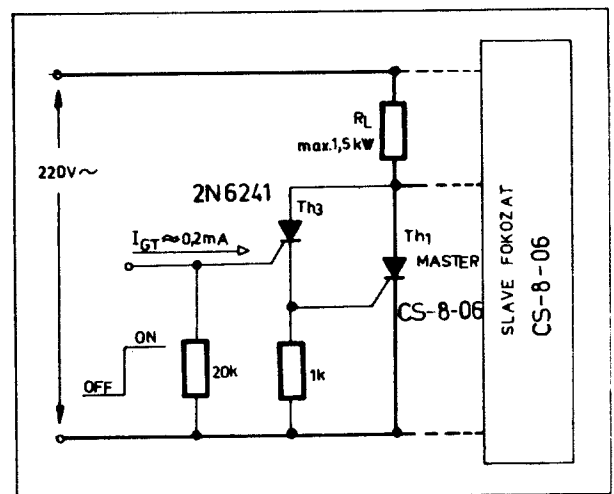 220V~
R_L
max.1,5kW
2N6241
Th3
I_GT ≈ 0,2mA
Th1
MASTER
CS-8-06
ON
OFF
20k
1k
SLAVE FOKOZAT
CS-8-06